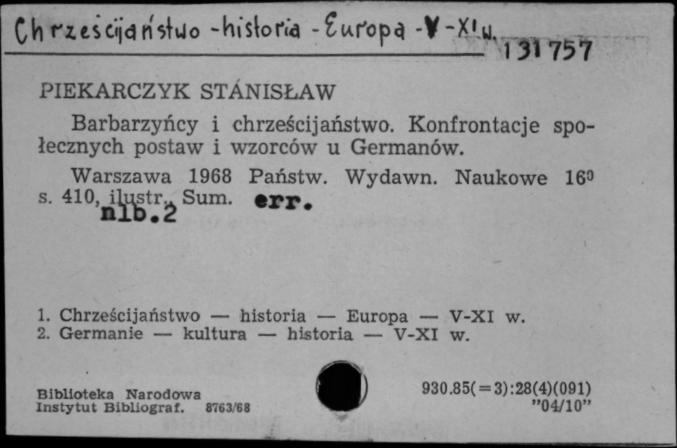 Chrześcijaństwo - historia - Europa - V - XI w.
131757
PIEKARCZYK STANISŁAW
Barbarzyńcy i chrześcijaństwo. Konfrontacje spo-
łecznych postaw i wzorców u Germanów.
Warszawa 1968 Państw. Wydawn. Naukowe 16⁰
s. 410, ilustr., Sum. err.
nlb.2
1. Chrześcijaństwo — historia — Europa — V-XI w.
2. Germanie — kultura — historia — V-XI w.
Biblioteka Narodowa
Instytut Bibliograf. 8763/68
930.85(=3):28(4)(091)
"04/10"